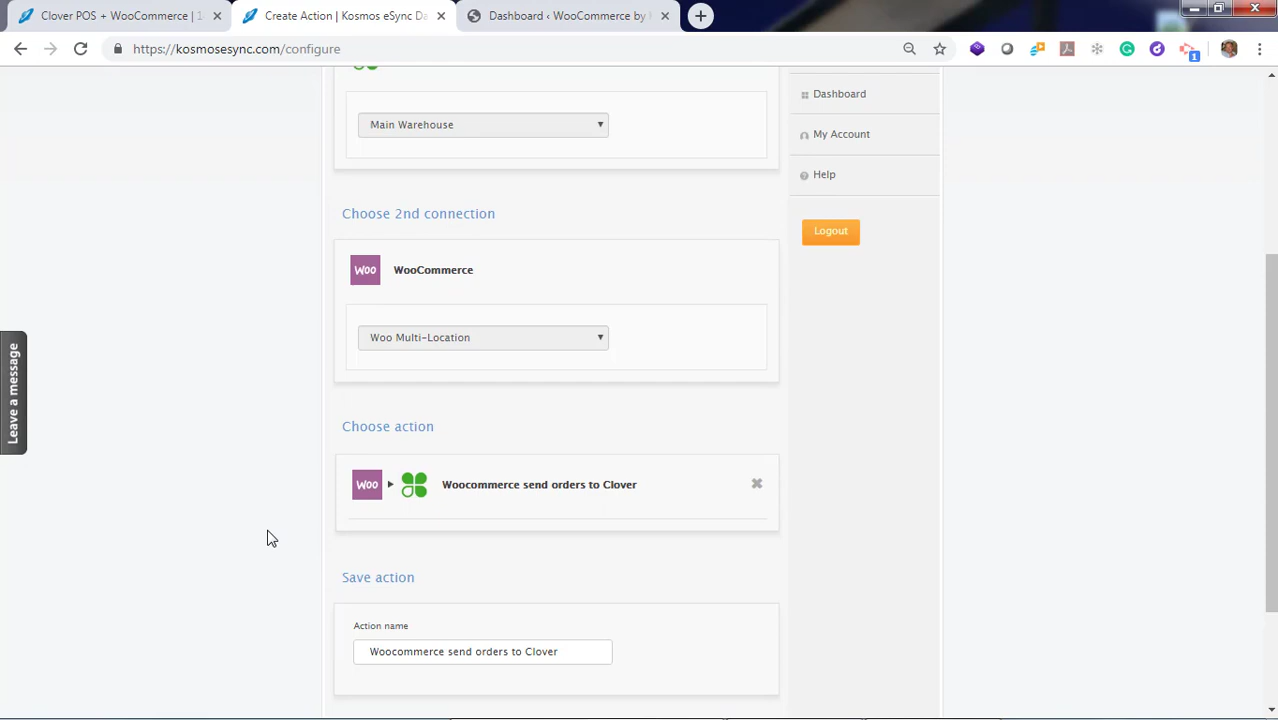 Clover POS + WooCommerce | 1
Create Action | Kosmos eSync Da
Dashboard ‹ WooCommerce by
https://kosmosesync.com/configure
1
Dashboard
Main Warehouse
My Account
Help
Choose 2nd connection
Logout
Woo
WooCommerce
Woo Multi-Location
Leave a message
Choose action
Woo
Woocommerce send orders to Clover
Save action
Action name
Woocommerce send orders to Clover